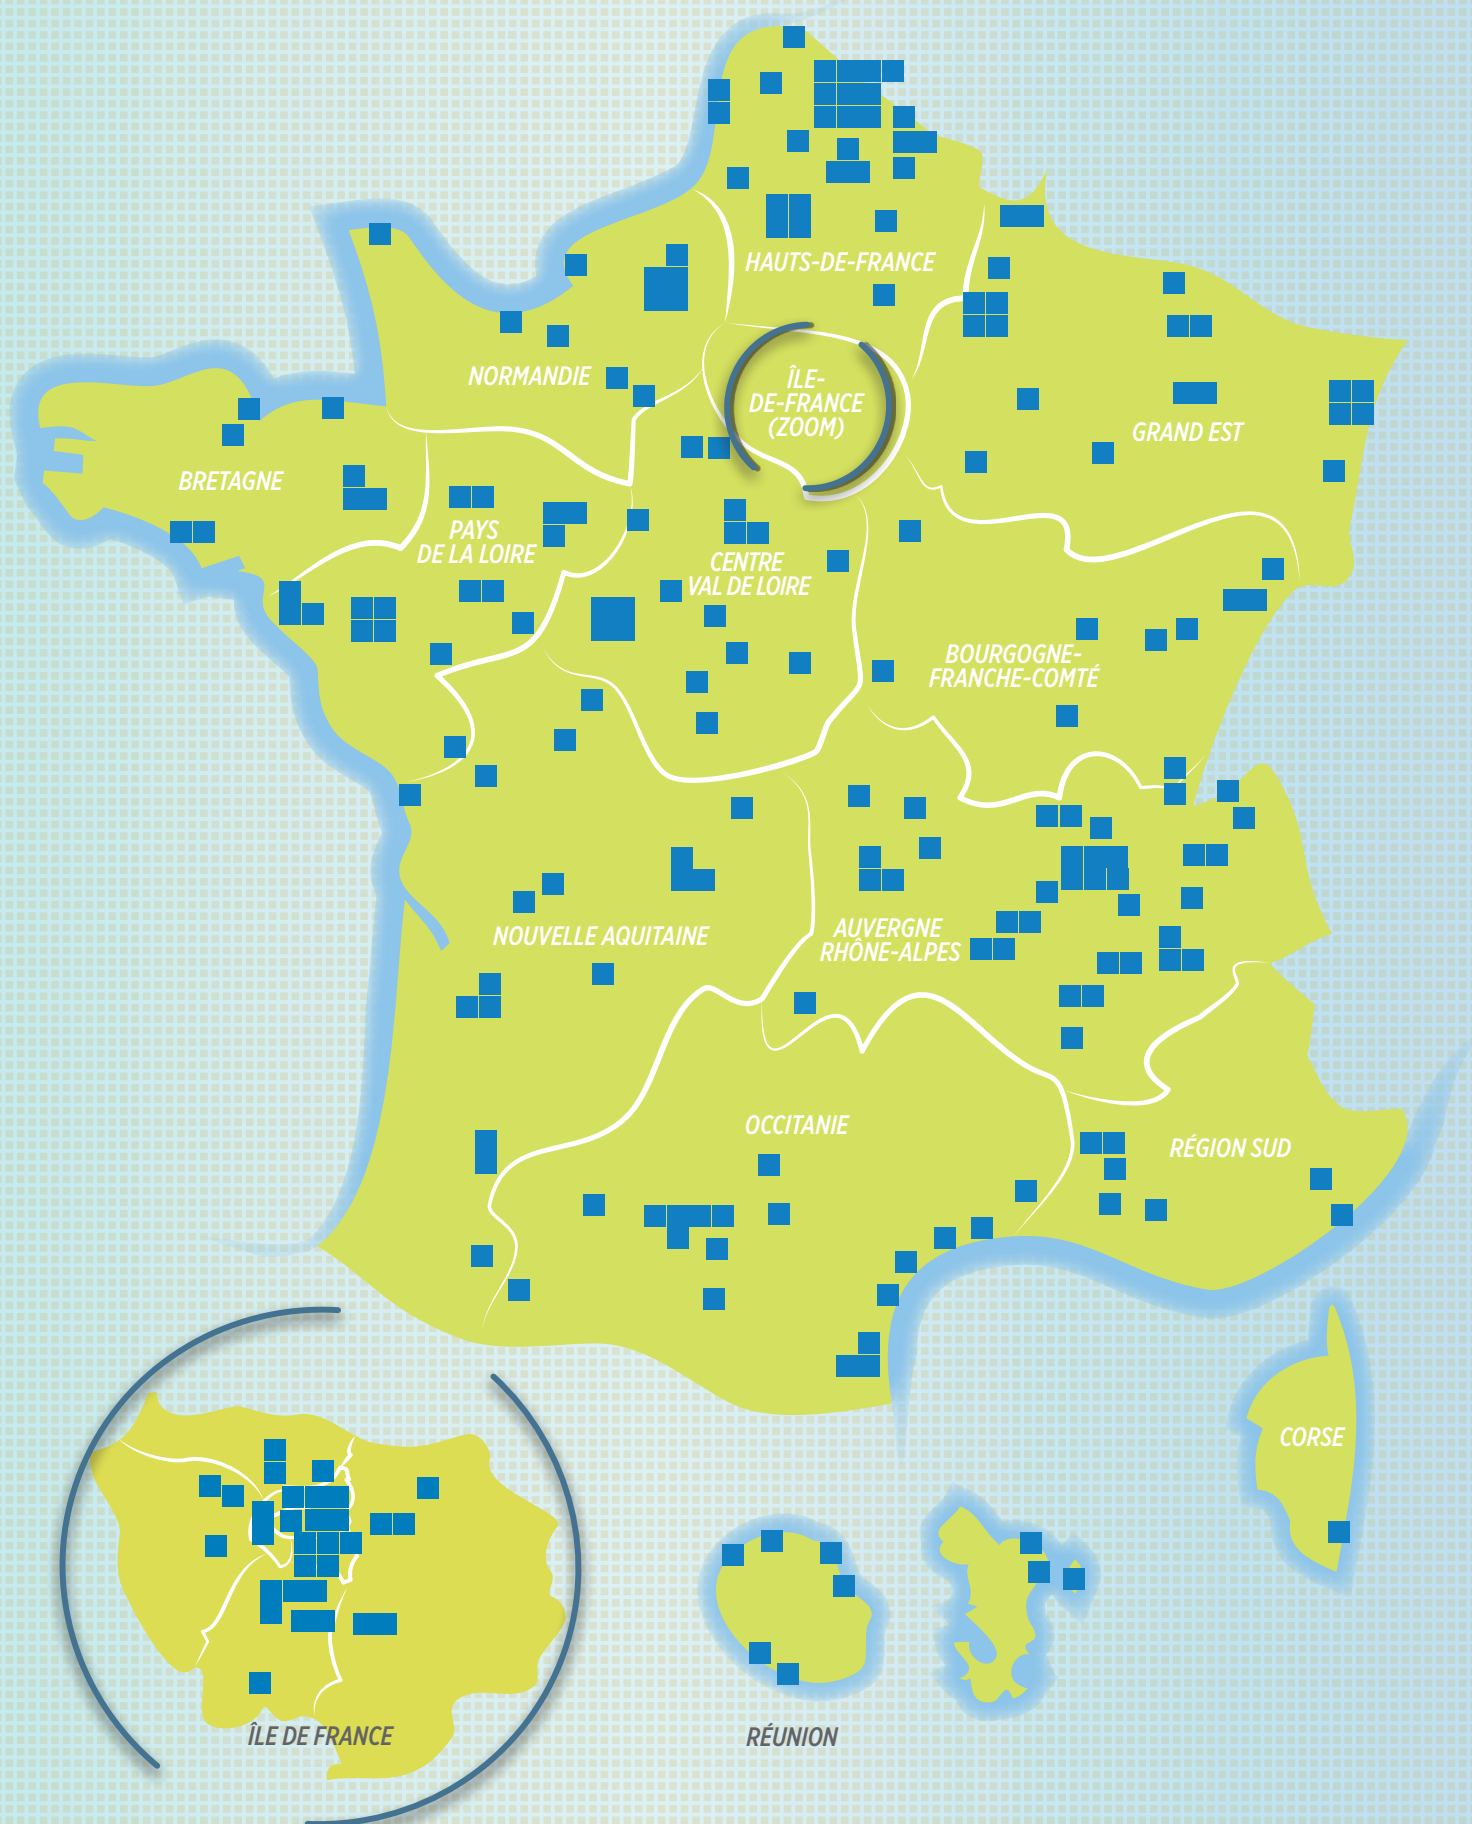 HAUTS-DE-FRANCE
NORMANDIE
ÎLE-
DE-FRANCE
(ZOOM)
GRAND EST
BRETAGNE
PAYS
DE LA LOIRE
CENTRE
VAL DE LOIRE
BOURGOGNE-
FRANCHE-COMTÉ
NOUVELLE AQUITAINE
AUVERGNE
RHÔNE-ALPES
OCCITANIE
RÉGION SUD
CORSE
ÎLE DE FRANCE
RÉUNION